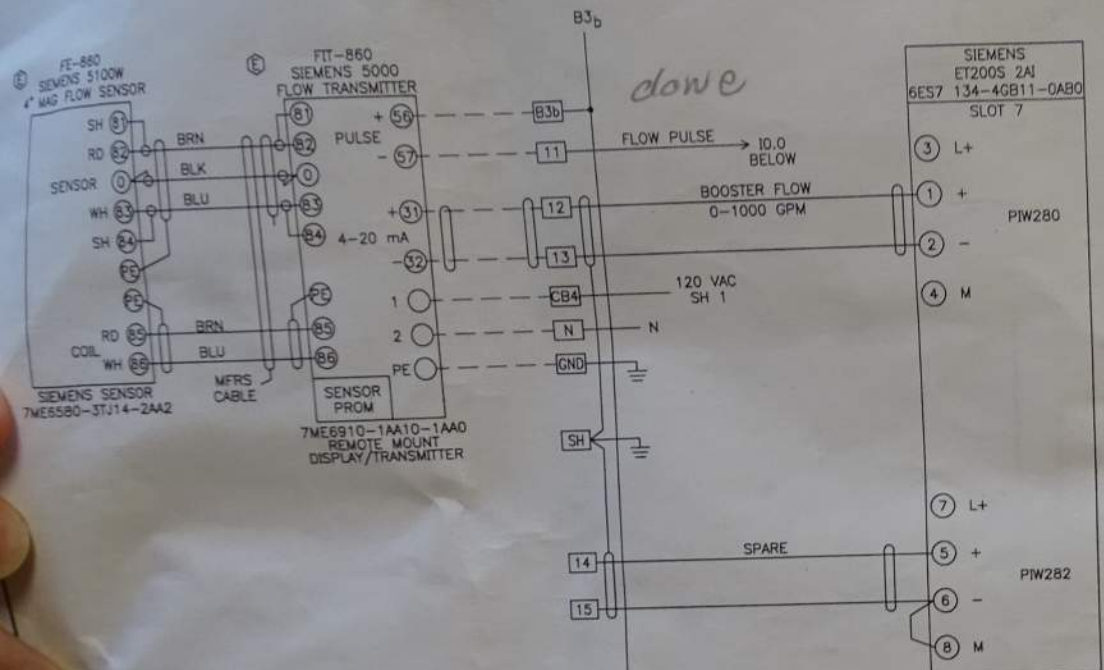 B3b
FE-860
SIEMENS 5100W
4" MAG FLOW SENSOR
E
SH 81
RD 82
SENSOR 0
WH 83
SH 84
PE
PE
RD 85
COIL
WH 86
SIEMENS SENSOR
7ME6580-3TJ14-2AA2
BRN
BLK
BLU
BRN
BLU
MFRS
CABLE
E
FIT-860
SIEMENS 5000
FLOW TRANSMITTER
81
82
0
83
84
PE
85
86
+ 56
PULSE
- 57
+ 31
4-20 mA
- 32
1
2
PE
SENSOR
PROM
7ME6910-1AA10-1AA0
REMOTE MOUNT
DISPLAY/TRANSMITTER
B3b
11
12
13
CB4
N
GND
SH
14
15
FLOW PULSE
10.0
BELOW
BOOSTER FLOW
0-1000 GPM
120 VAC
SH 1
N
SPARE
SIEMENS
ET200S 2AI
6ES7 134-4GB11-0AB0
SLOT 7
3 L+
1 +
PIW280
2 -
4 M
7 L+
5 +
PIW282
6 -
8 M